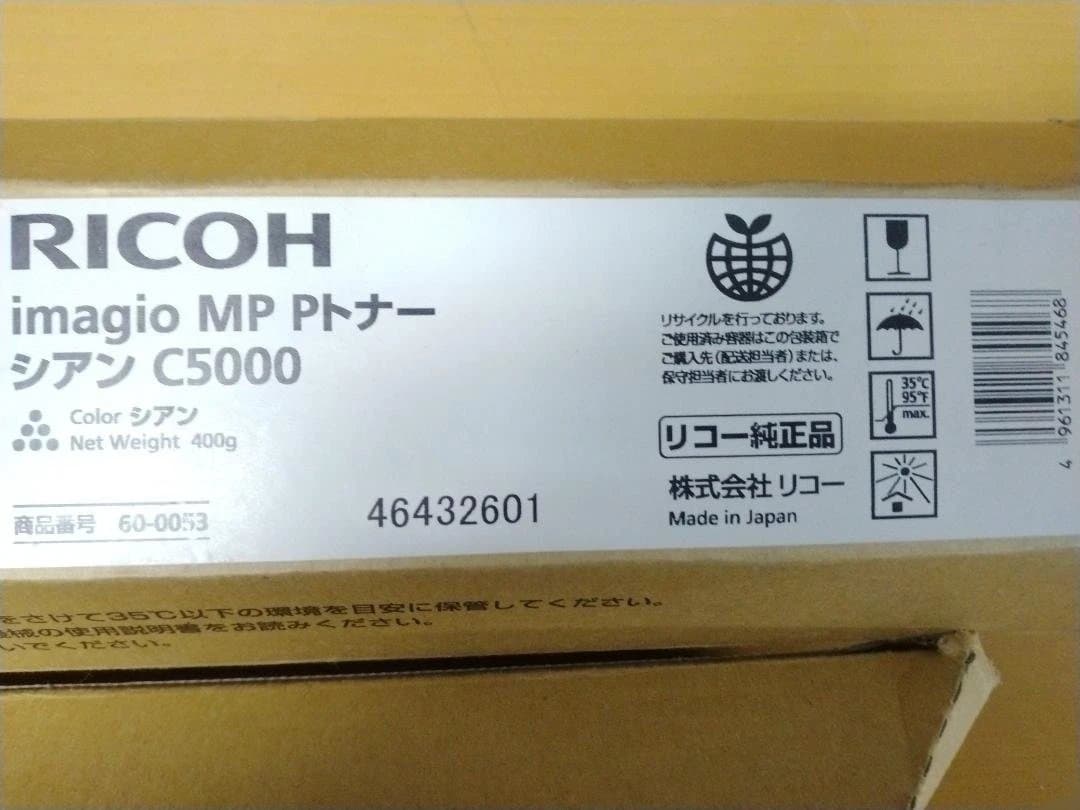 RICOH
imagio MP Pトナー
シアン C5000
Color シアン
Net Weight 400g
商品番号 60-0053
46432601
リサイクルを行っております。
ご使用済み容器はこの包装箱で
ご購入先(配送担当者)または、
保守担当者にお渡しください。
リコー純正品
株式会社 リコー
Made in Japan
35℃
95°F
max.
4 961311 845468
をさけて35℃以下の環境を目安に保管してください。
械の使用説明書をお読みください。
いでください。